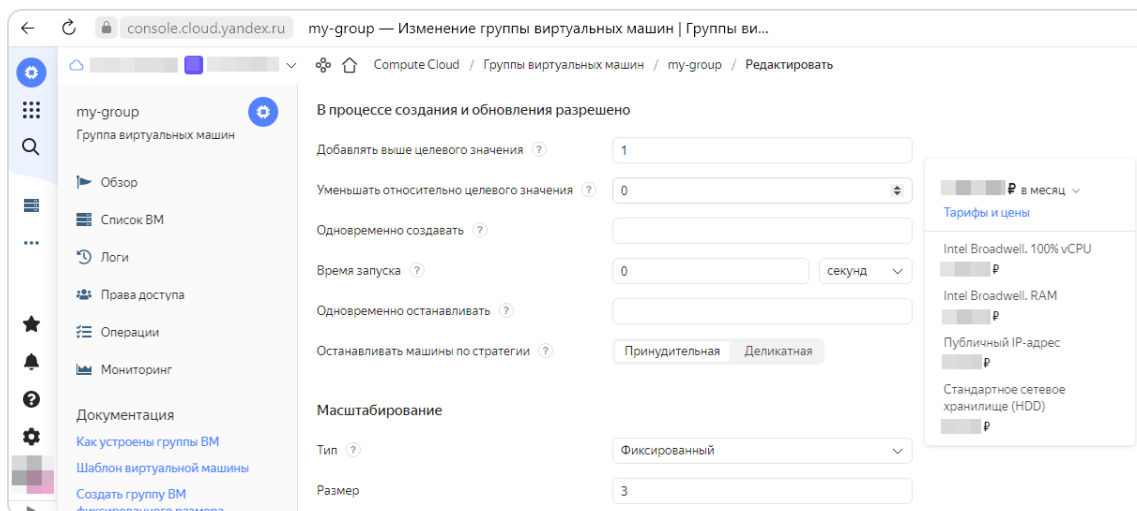 console.cloud.yandex.ru my-group — Изменение группы виртуальных машин | Группы ви...
Compute Cloud / Группы виртуальных машин / my-group / Редактировать
my-group
Группа виртуальных машин
Обзор
Список ВМ
Логи
Права доступа
Операции
Мониторинг
Документация
Как устроены группы ВМ
Шаблон виртуальной машины
Создать группу ВМ
фиксированного размера
В процессе создания и обновления разрешено
Добавлять выше целевого значения ? 1
Уменьшать относительно целевого значения ? 0
Одновременно создавать ?
Время запуска ? 0 секунд
Одновременно останавливать ?
Останавливать машины по стратегии ? Принудительная Деликатная
Масштабирование
Тип ? Фиксированный
Размер 3
₽ в месяц
Тарифы и цены
Intel Broadwell. 100% vCPU
₽
Intel Broadwell. RAM
₽
Публичный IP-адрес
₽
Стандартное сетевое
хранилище (HDD)
₽